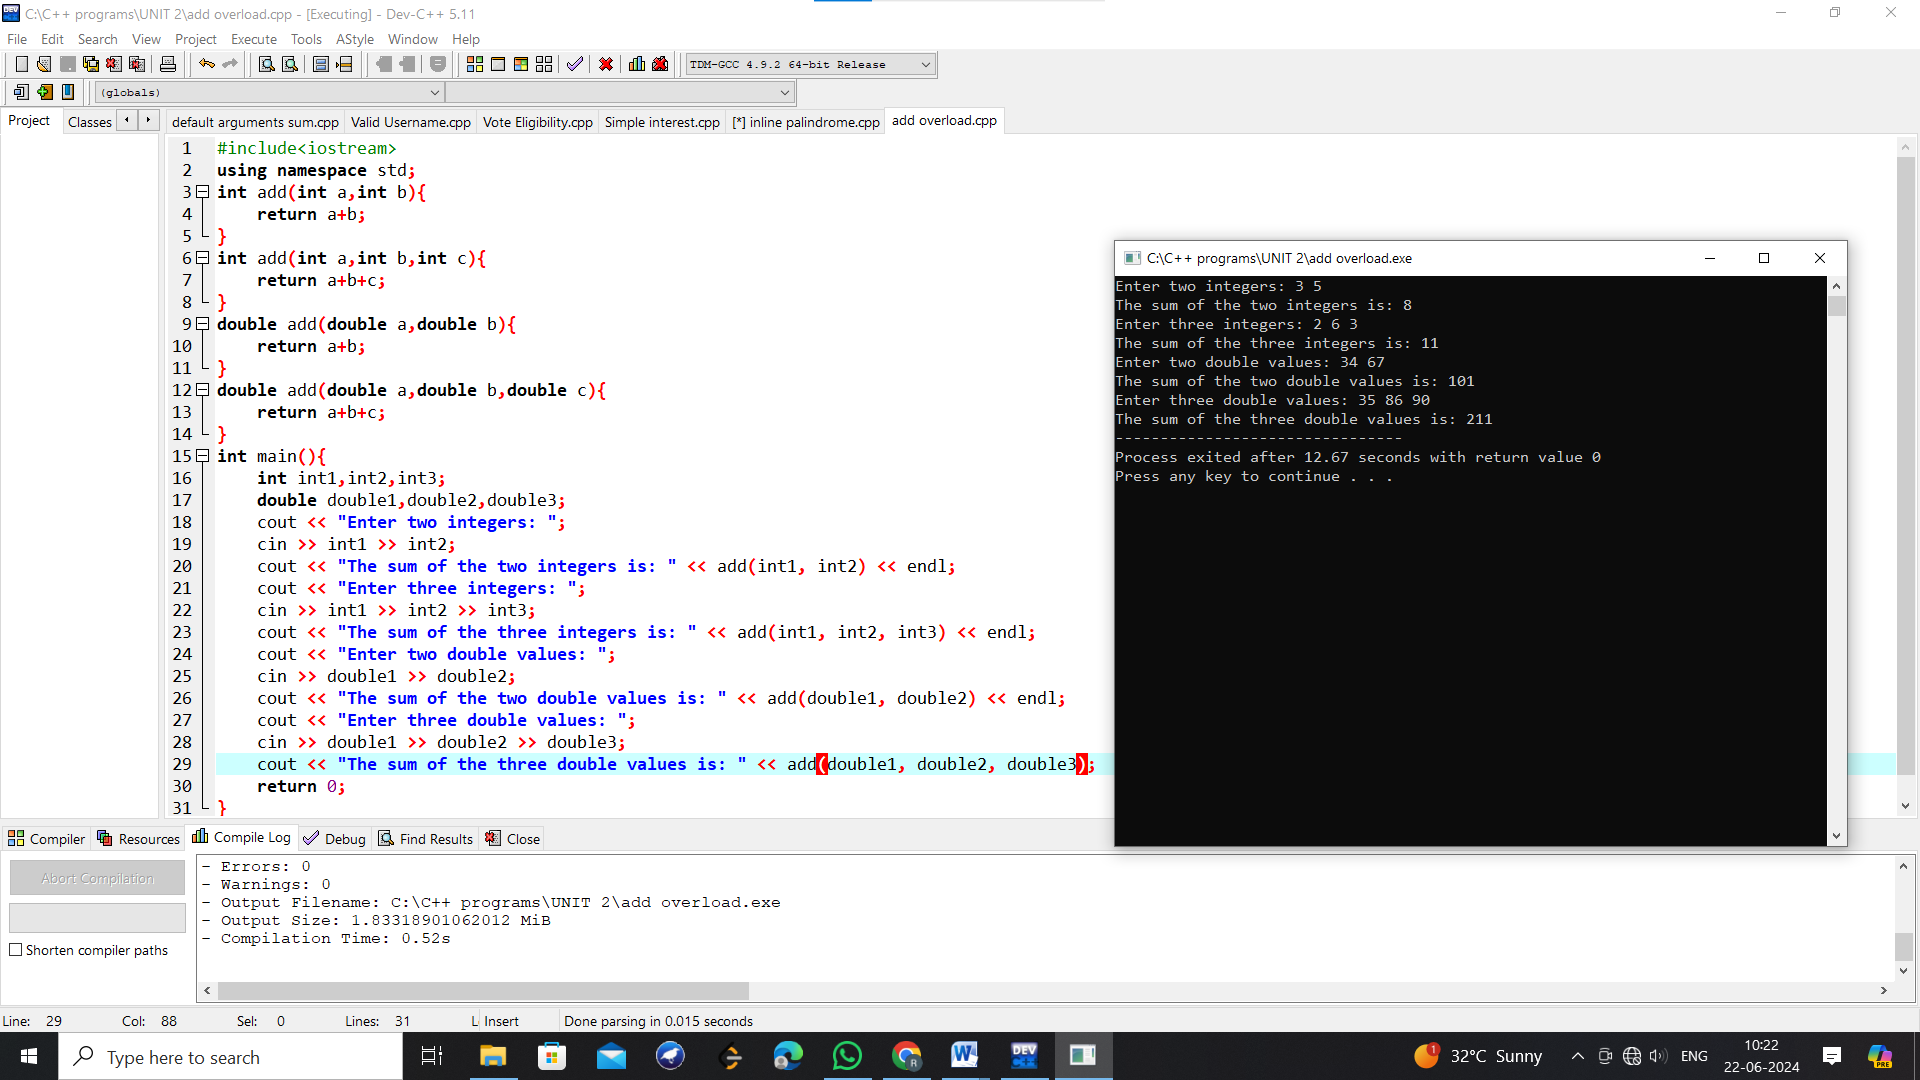 C:\C++ programs\UNIT 2\add overload.cpp - [Executing] - Dev-C++ 5.11
File Edit Search View Project Execute Tools AStyle Window Help
TDM-GCC 4.9.2 64-bit Release
(globals)
Project Classes default arguments sum.cpp Valid Username.cpp Vote Eligibility.cpp Simple interest.cpp [*] inline palindrome.cpp add overload.cpp
1 #include<iostream>
2 using namespace std;
3 int add(int a,int b){
4 return a+b;
5 }
6 int add(int a,int b,int c){
7 return a+b+c;
8 }
9 double add(double a,double b){
10 return a+b;
11 }
12 double add(double a,double b,double c){
13 return a+b+c;
14 }
15 int main(){
16 int int1,int2,int3;
17 double double1,double2,double3;
18 cout << "Enter two integers: ";
19 cin >> int1 >> int2;
20 cout << "The sum of the two integers is: " << add(int1, int2) << endl;
21 cout << "Enter three integers: ";
22 cin >> int1 >> int2 >> int3;
23 cout << "The sum of the three integers is: " << add(int1, int2, int3) << endl;
24 cout << "Enter two double values: ";
25 cin >> double1 >> double2;
26 cout << "The sum of the two double values is: " << add(double1, double2) << endl;
27 cout << "Enter three double values: ";
28 cin >> double1 >> double2 >> double3;
29 cout << "The sum of the three double values is: " << add(double1, double2, double3);
30 return 0;
31 }
C:\C++ programs\UNIT 2\add overload.exe
Enter two integers: 3 5
The sum of the two integers is: 8
Enter three integers: 2 6 3
The sum of the three integers is: 11
Enter two double values: 34 67
The sum of the two double values is: 101
Enter three double values: 35 86 90
The sum of the three double values is: 211
--------------------------------
Process exited after 12.67 seconds with return value 0
Press any key to continue . . .
Compiler Resources Compile Log Debug Find Results Close
Abort Compilation
Shorten compiler paths
- Errors: 0
- Warnings: 0
- Output Filename: C:\C++ programs\UNIT 2\add overload.exe
- Output Size: 1.83318901062012 MiB
- Compilation Time: 0.52s
Line: 29 Col: 88 Sel: 0 Lines: 31 L Insert Done parsing in 0.015 seconds
Type here to search
DEV C++
1 32°C Sunny
ENG
10:22
22-06-2024
PRE